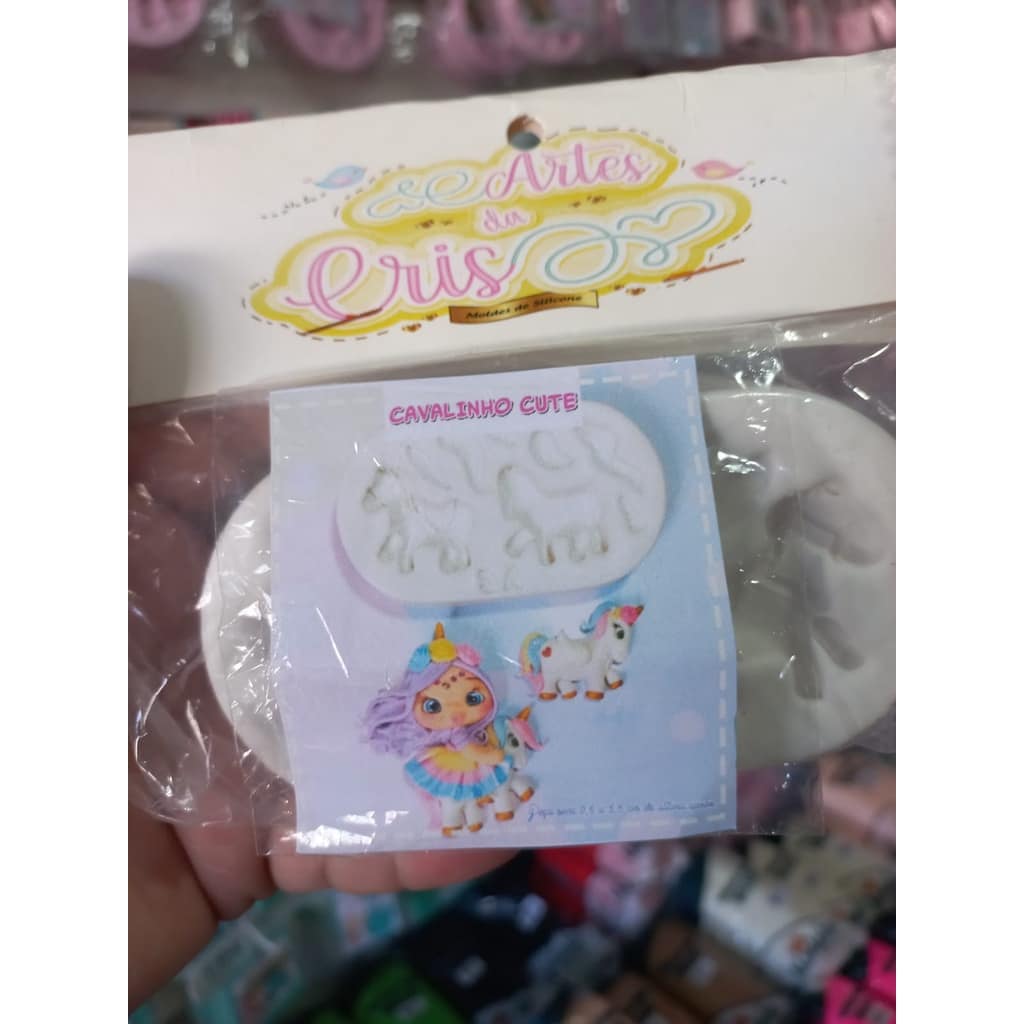 Artes
da
Cris
Moldes de Silicone
CAVALINHO CUTE